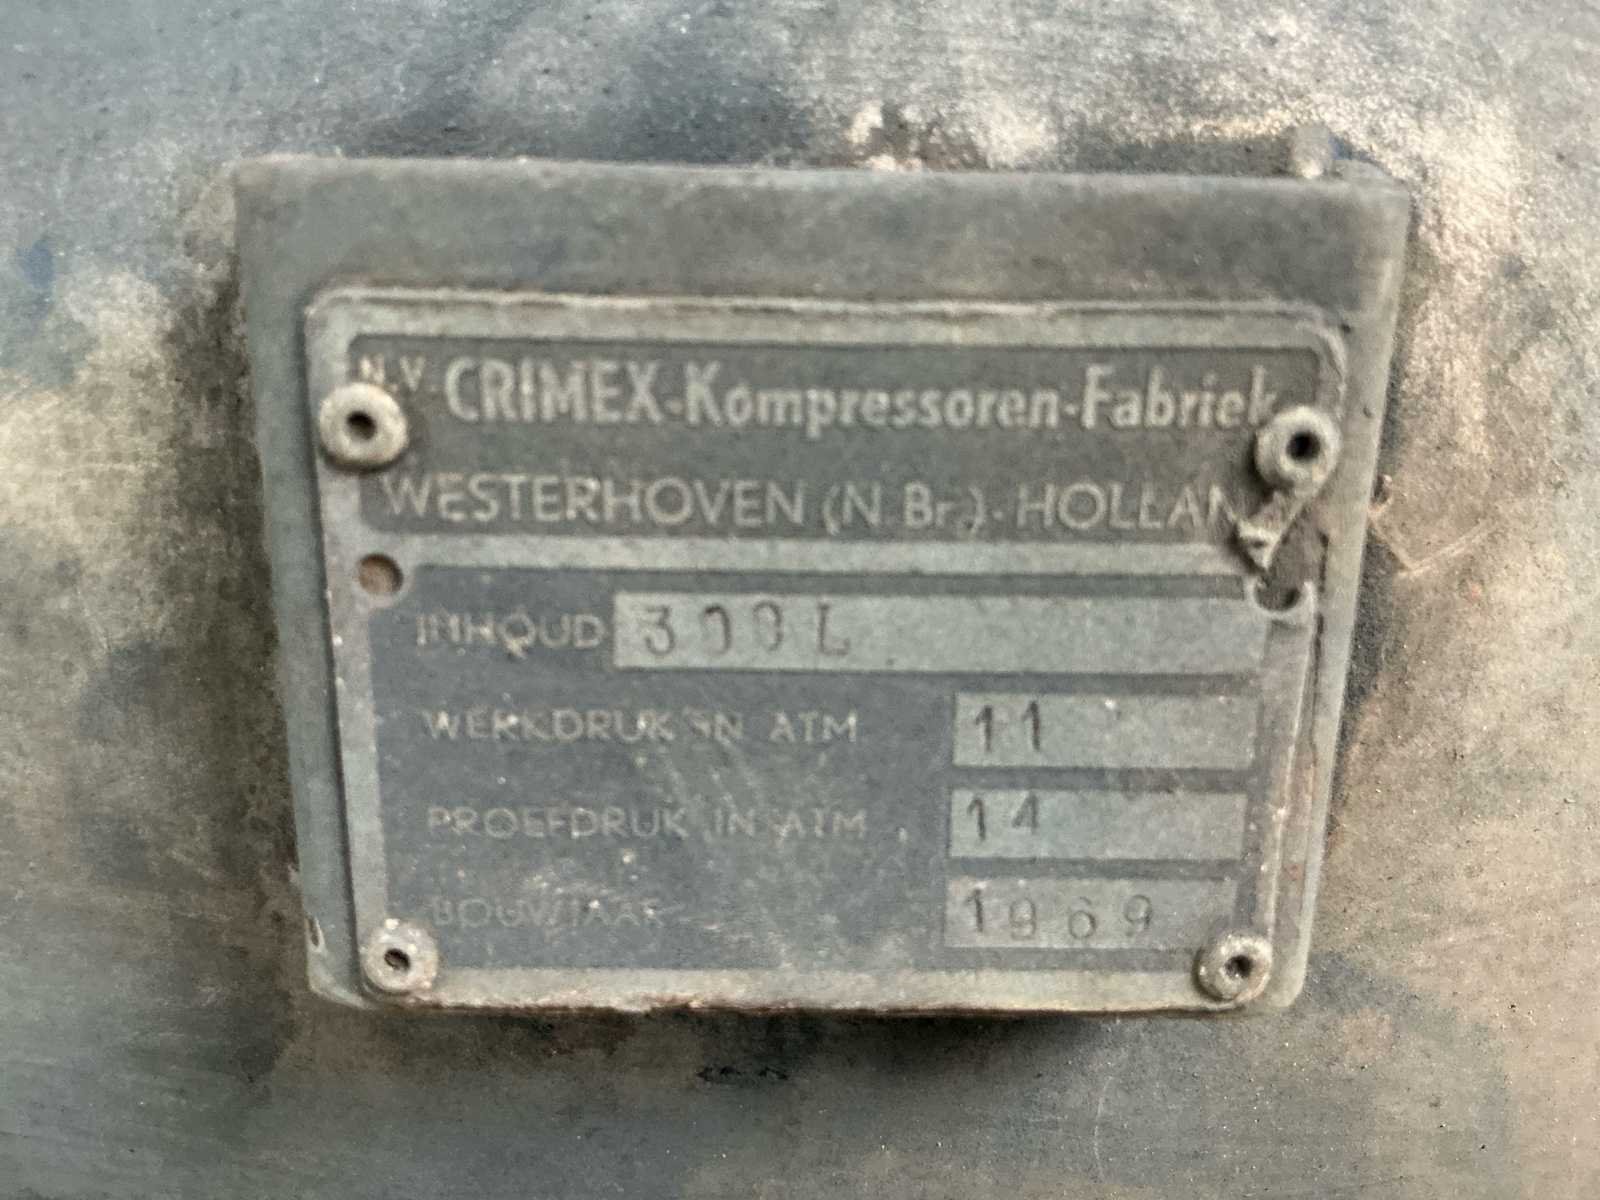 N.V. CRIMEX-Kompressoren-Fabriek
WESTERHOVEN (N. Br.). HOLLAN
INHOUD 300 L
WERKDRUK IN ATM 11
PROEFDRUK IN ATM 14
BOUWJAAR 1969